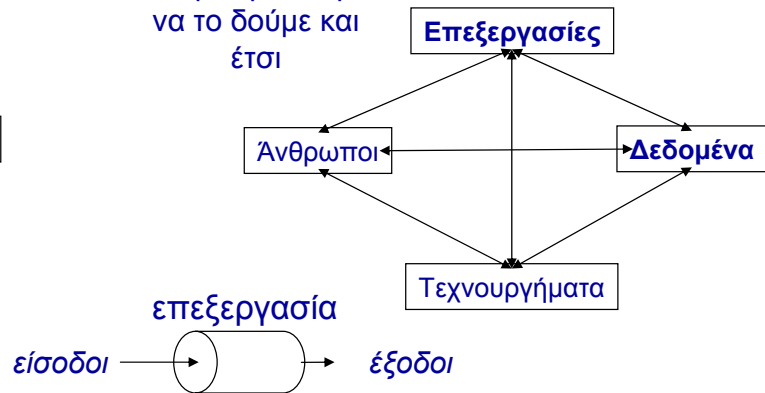 να το δούμε και
έτσι
Επεξεργασίες
Άνθρωποι
Δεδομένα
Τεχνουργήματα
επεξεργασία
είσοδοι
έξοδοι